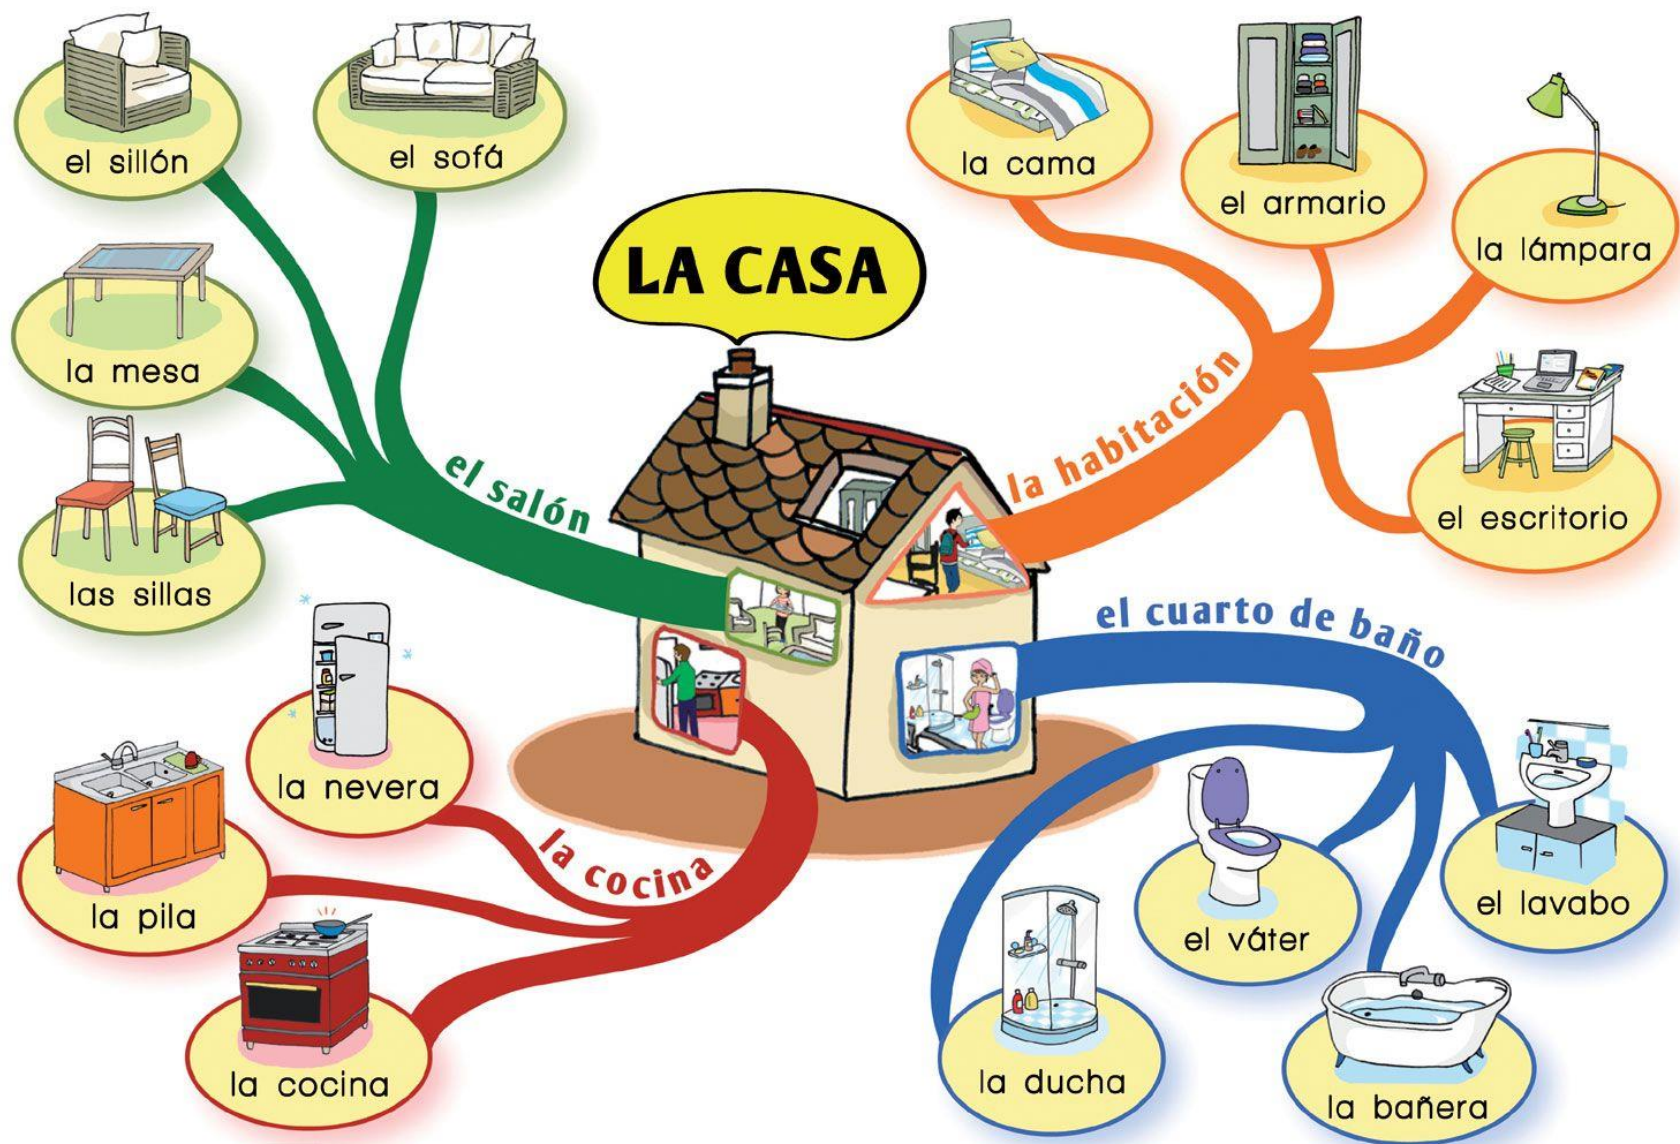 LA CASA
el salón
el sillón
el sofá
la mesa
las sillas
la habitación
la cama
el armario
la lámpara
el escritorio
la cocina
la nevera
la pila
la cocina
el cuarto de baño
la ducha
el váter
la bañera
el lavabo